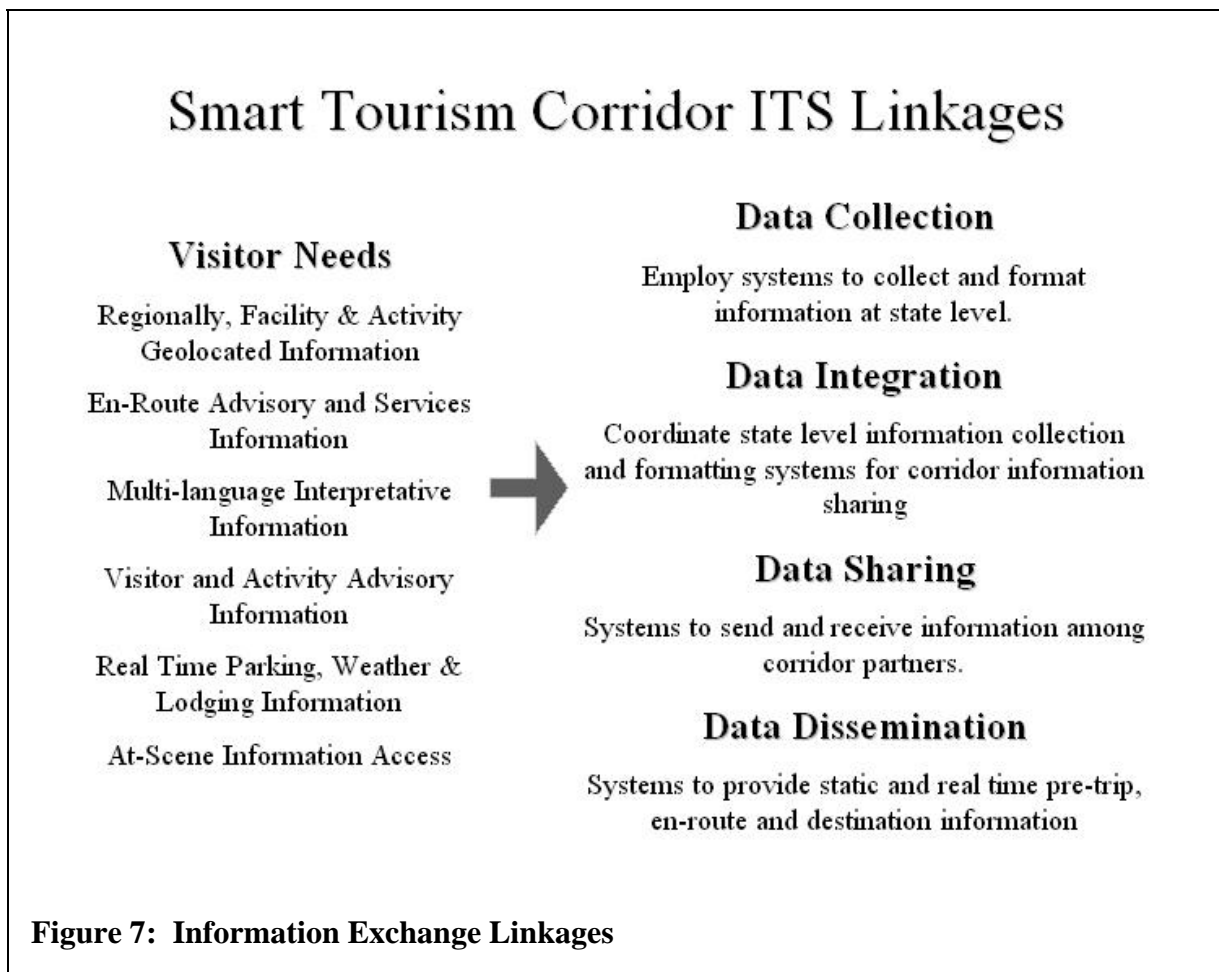 Smart Tourism Corridor ITS Linkages
Visitor Needs
Regionally, Facility & Activity
Geolocated Information
En-Route Advisory and Services
Information
Multi-language Interpretative
Information
Visitor and Activity Advisory
Information
Real Time Parking, Weather &
Lodging Information
At-Scene Information Access
Data Collection
Employ systems to collect and format
information at state level.
Data Integration
Coordinate state level information collection
and formatting systems for corridor information
sharing
Data Sharing
Systems to send and receive information among
corridor partners.
Data Dissemination
Systems to provide static and real time pre-trip,
en-route and destination information
Figure 7: Information Exchange Linkages